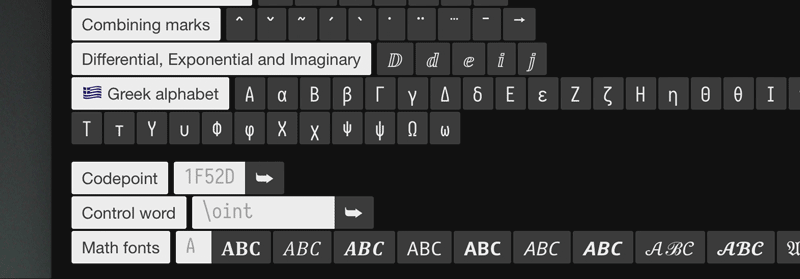 Combining marks ^ ˇ ~ ´ ` ˙ ¨ ⃛ ¯ →
Differential, Exponential and Imaginary ⅅ ⅆ ⅇ ⅈ ⅉ
🇬🇷 Greek alphabet Α α Β β Γ γ Δ δ Ε ε Ζ ζ Η η Θ θ Ι
Τ τ Υ υ Φ φ Χ χ Ψ ψ Ω ω
Codepoint 1F52D ➥
Control word \oint ➥
Math fonts A 𝐀𝐁𝐂 𝐴𝐵𝐶 𝑨𝑩𝑪 𝖠𝖡𝖢 𝗔𝗕𝗖 𝘈𝘉𝘊 𝘼𝘽𝘾 𝒜ℬ𝒞 𝓐𝓑𝓒